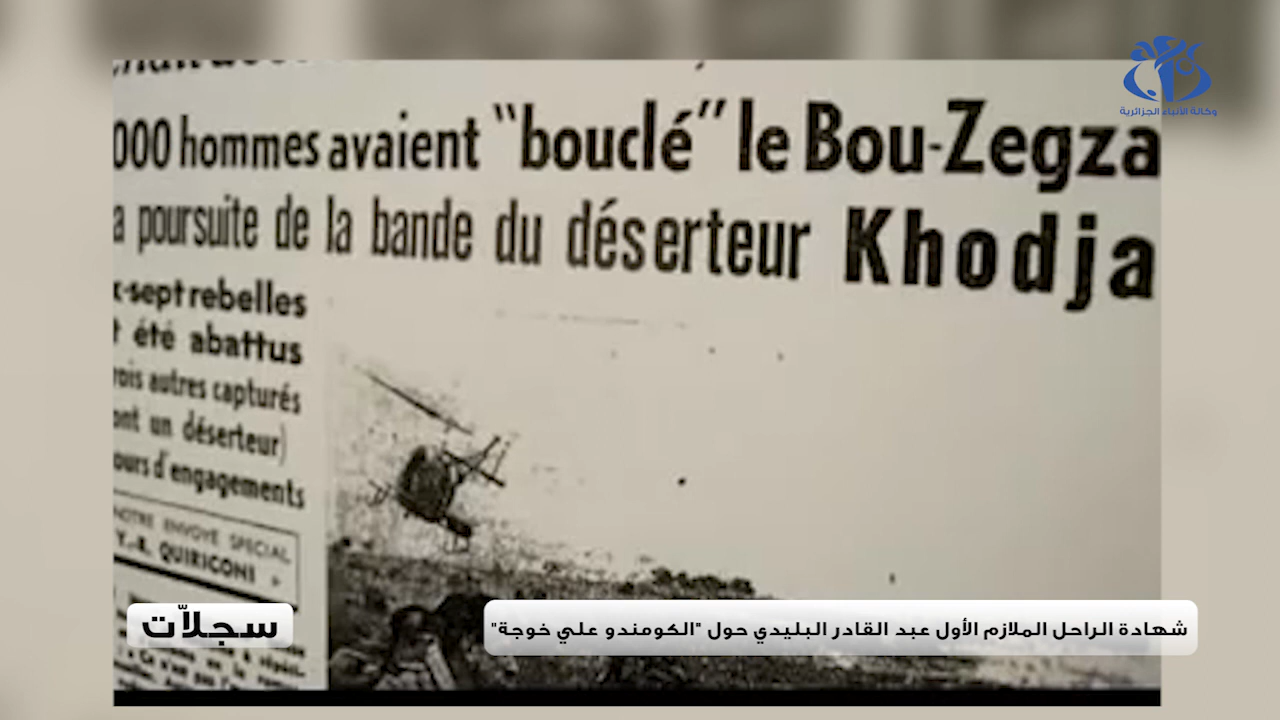 وكالة الأنباء الجزائرية
000 hommes avaient "bouclé" le Bou-Zegza
a poursuite de la bande du déserteur Khodja
x-sept rebelles
t été abattus
rois autres capturés
ont un déserteur)
ours d'engagements
NOTRE ENVOYÉ SPÉCIAL
Y.-R. QUIRICONI
سجلاّت
شهادة الراحل الملازم الأول عبد القادر البليدي حول "الكومندو علي خوجة"